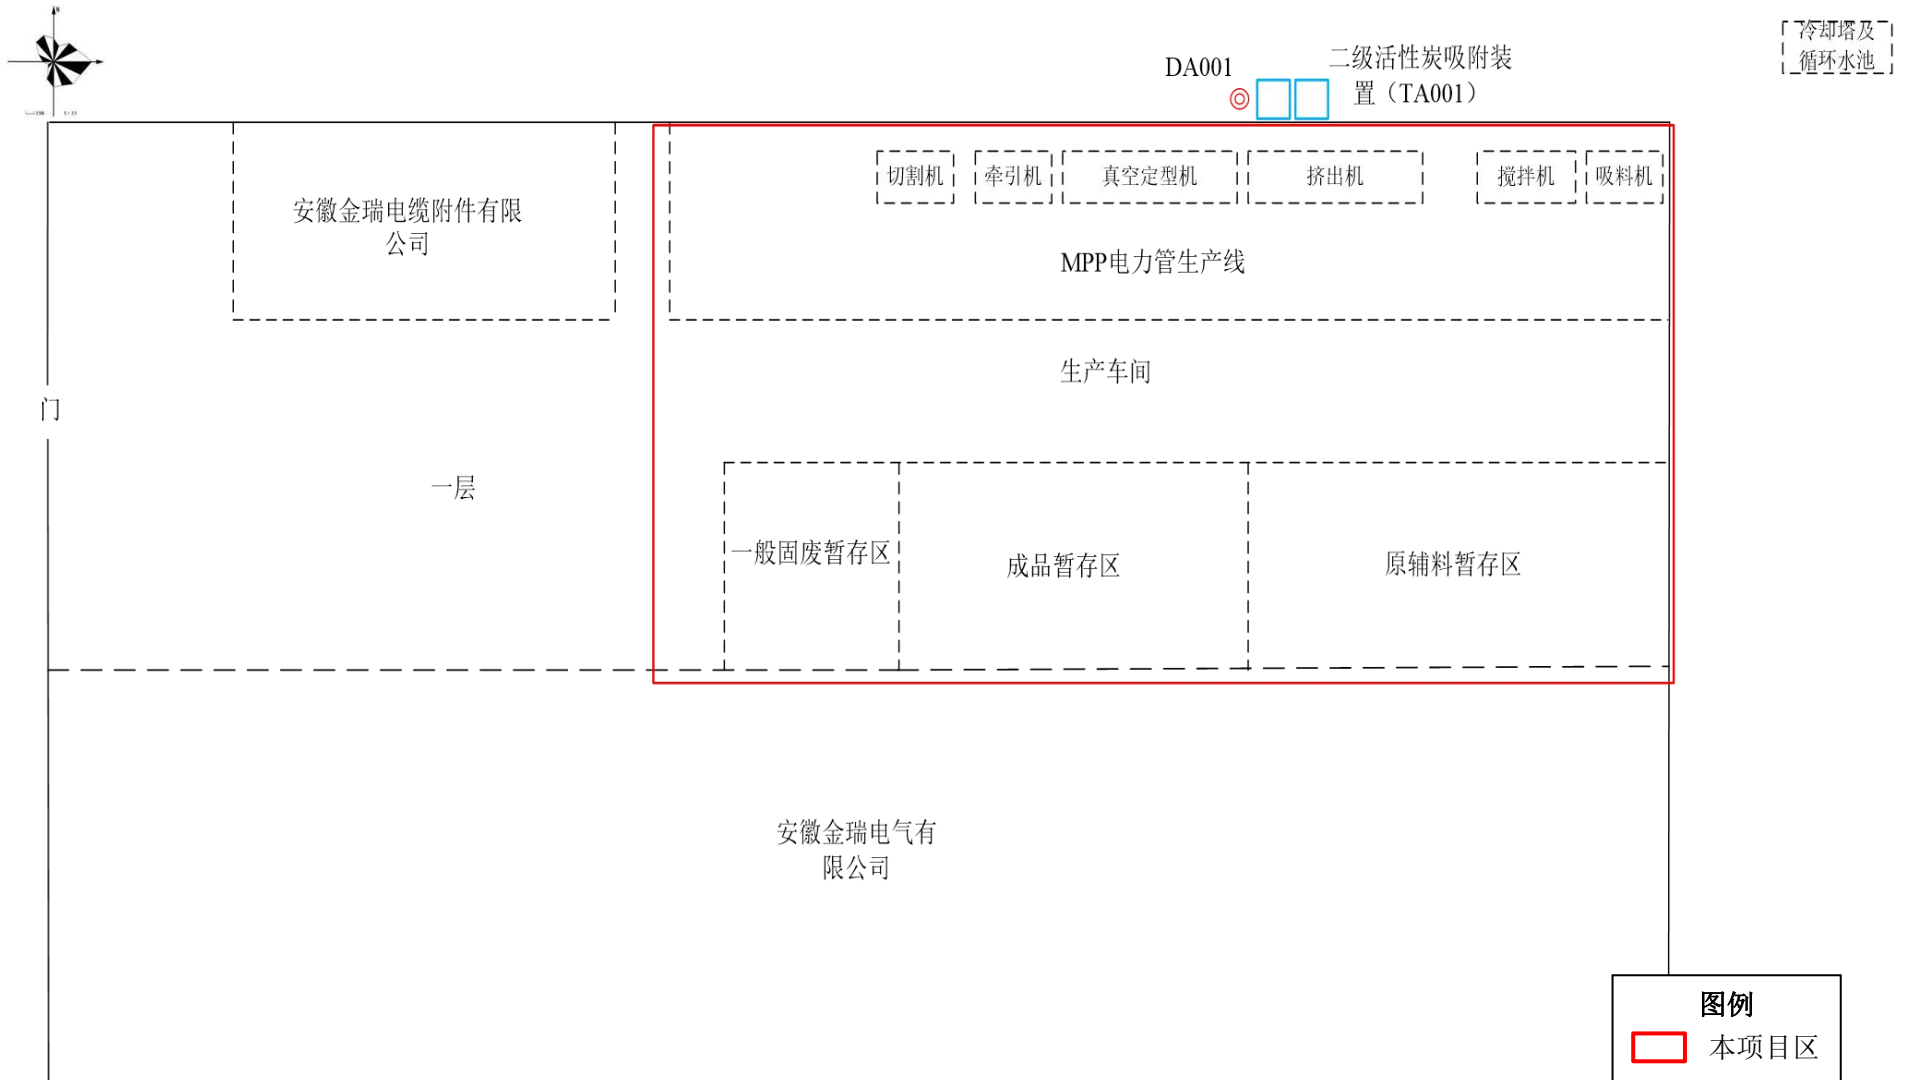 N
冷却塔及
循环水池
DA001
二级活性炭吸附装
置（TA001）
切割机
牵引机
真空定型机
挤出机
搅拌机
吸料机
安徽金瑞电缆附件有限
公司
MPP电力管生产线
生产车间
门
一层
一般固废暂存区
成品暂存区
原辅料暂存区
安徽金瑞电气有
限公司
图例
本项目区